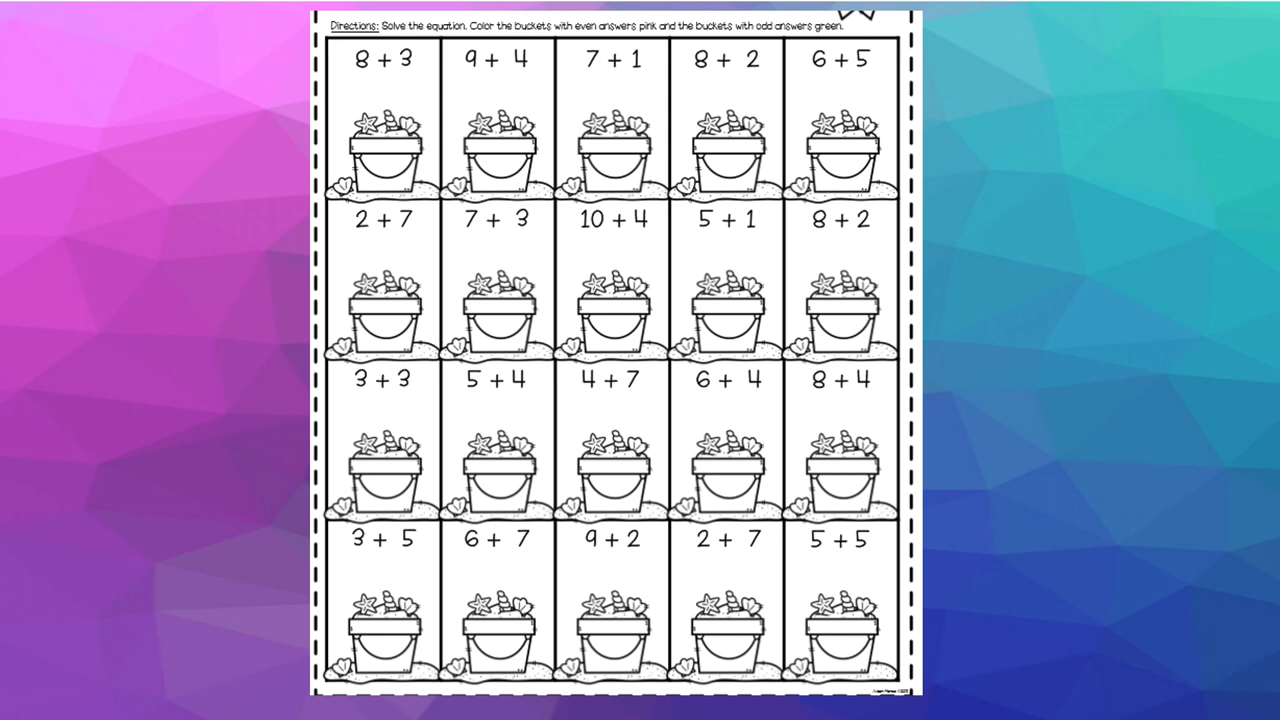 Directions: Solve the equation. Color the buckets with even answers pink and the buckets with odd answers green.
8 + 3 9 + 4 7 + 1 8 + 2 6 + 5
2 + 7 7 + 3 10 + 4 5 + 1 8 + 2
3 + 3 5 + 4 4 + 7 6 + 4 8 + 4
3 + 5 6 + 7 9 + 2 2 + 7 5 + 5